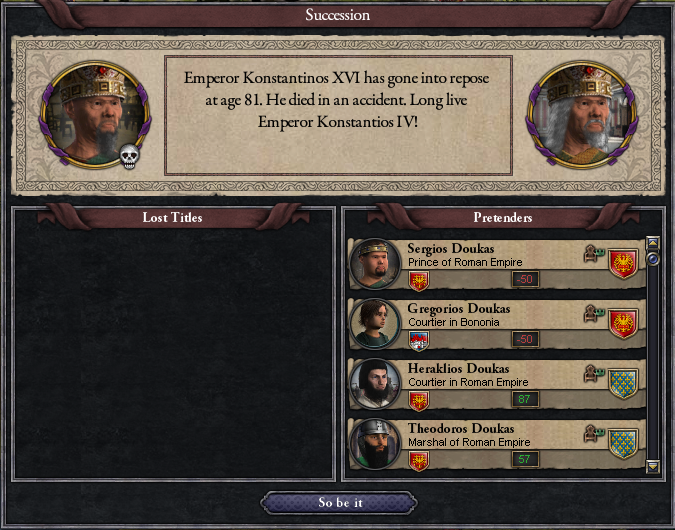 Succession
Emperor Konstantinos XVI has gone into repose
at age 81. He died in an accident. Long live
Emperor Konstantios IV!
Lost Titles
Pretenders
Sergios Doukas
Prince of Roman Empire
-50
Gregorios Doukas
Courtier in Bononia
-50
Heraklios Doukas
Courtier in Roman Empire
87
Theodoros Doukas
Marshal of Roman Empire
57
So be it